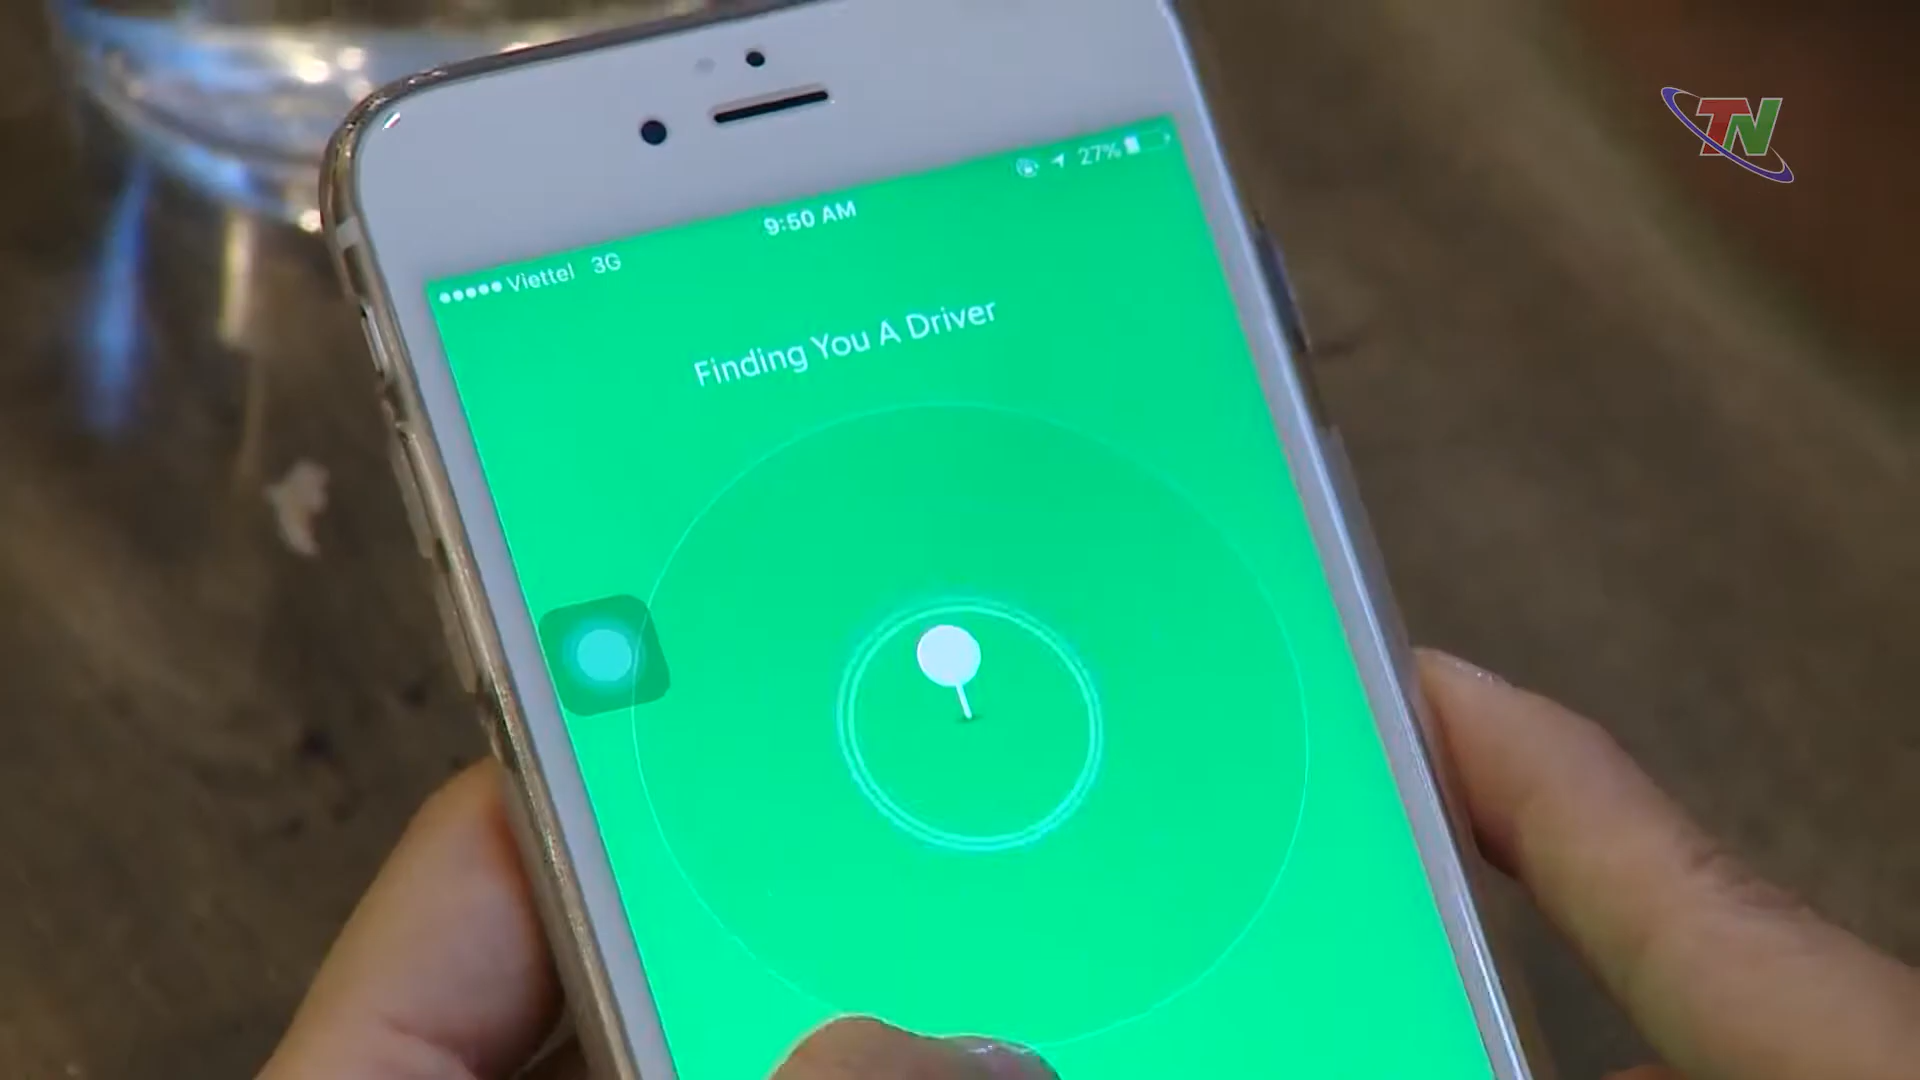 TN
27%
9:50 AM
●●●●● Viettel 3G
Finding You A Driver